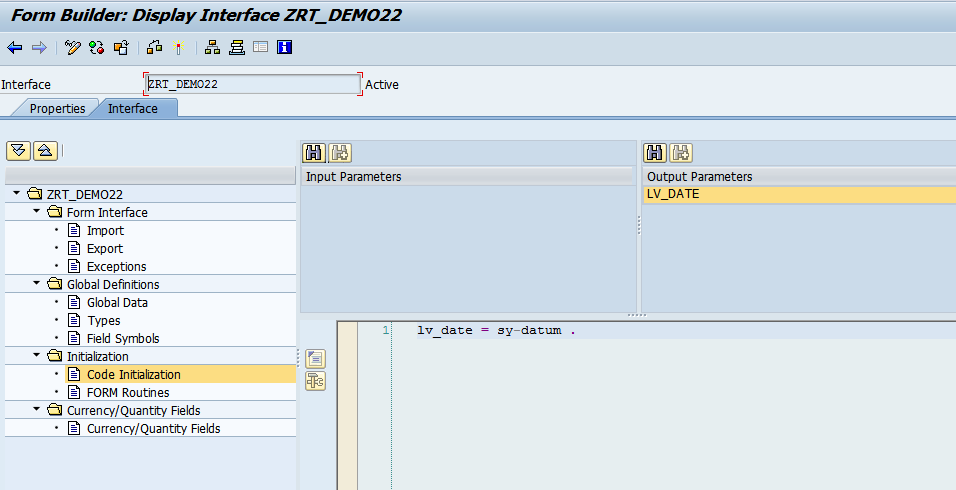 Form Builder: Display Interface ZRT_DEMO22
Interface ZRT_DEMO22 Active
Properties Interface
Input Parameters
Output Parameters
LV_DATE
ZRT_DEMO22
Form Interface
Import
Export
Exceptions
Global Definitions
Global Data
Types
Field Symbols
Initialization
Code Initialization
FORM Routines
Currency/Quantity Fields
Currency/Quantity Fields
1 lv_date = sy-datum .